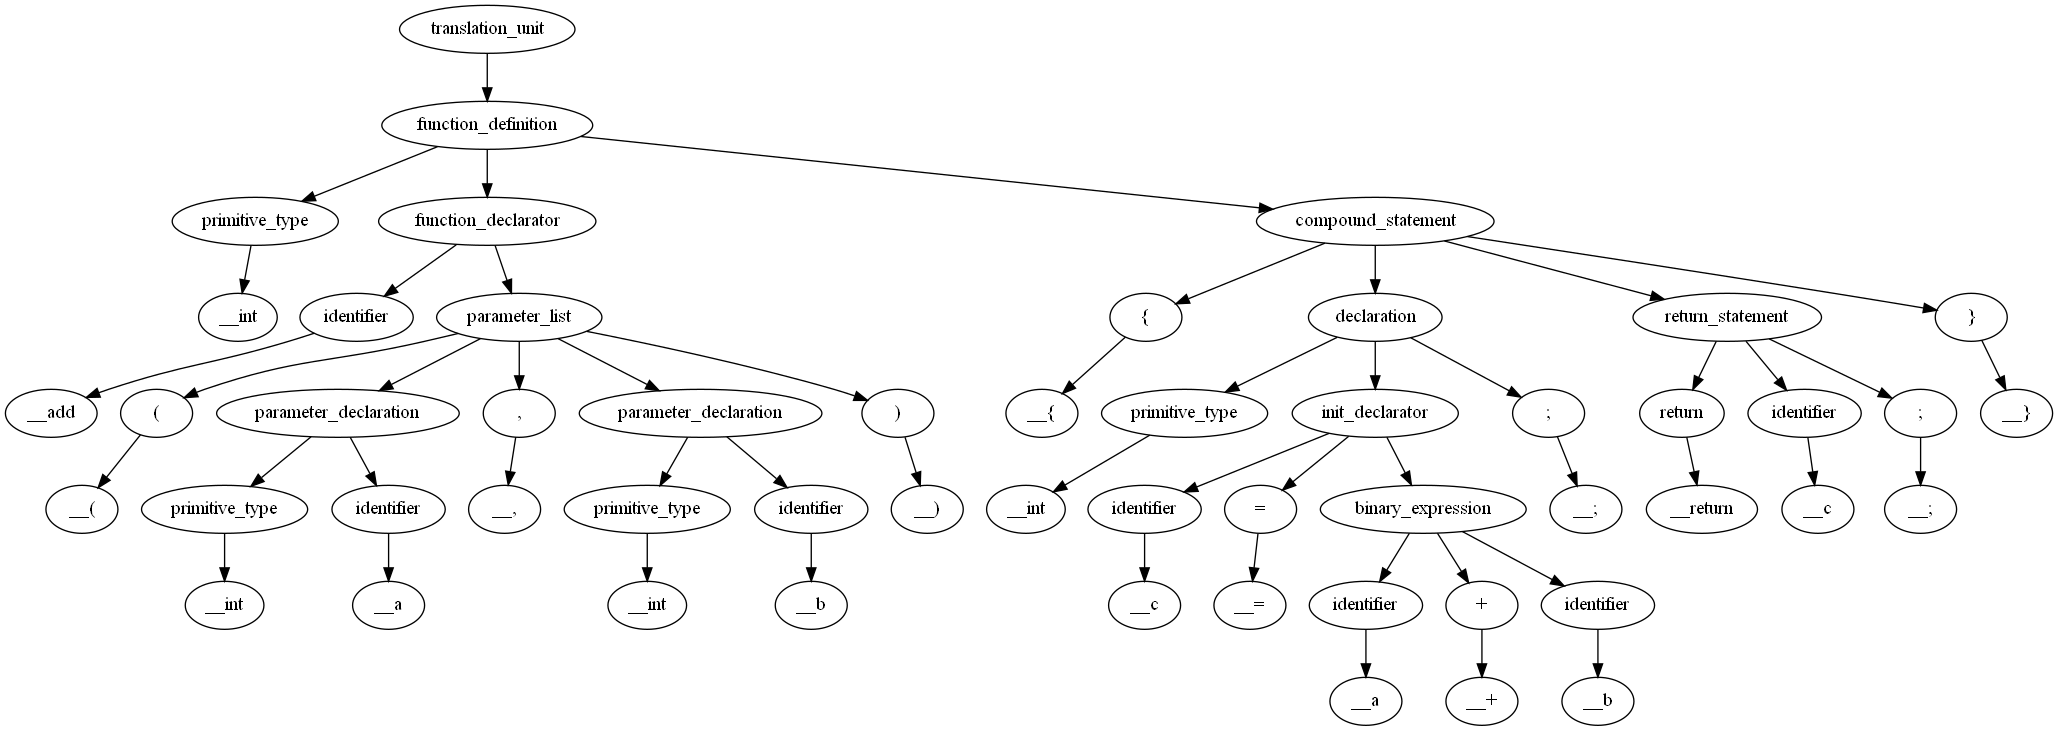 translation_unit
function_definition
primitive_type
function_declarator
compound_statement
__int
identifier
parameter_list
{
declaration
return_statement
}
__add
(
parameter_declaration
,
parameter_declaration
)
__{
primitive_type
init_declarator
;
return
identifier
;
__}
__(
primitive_type
identifier
__,
primitive_type
identifier
__)
__int
identifier
=
binary_expression
__;
__return
__c
__;
__int
__a
__int
__b
__c
__=
identifier
+
identifier
__a
__+
__b